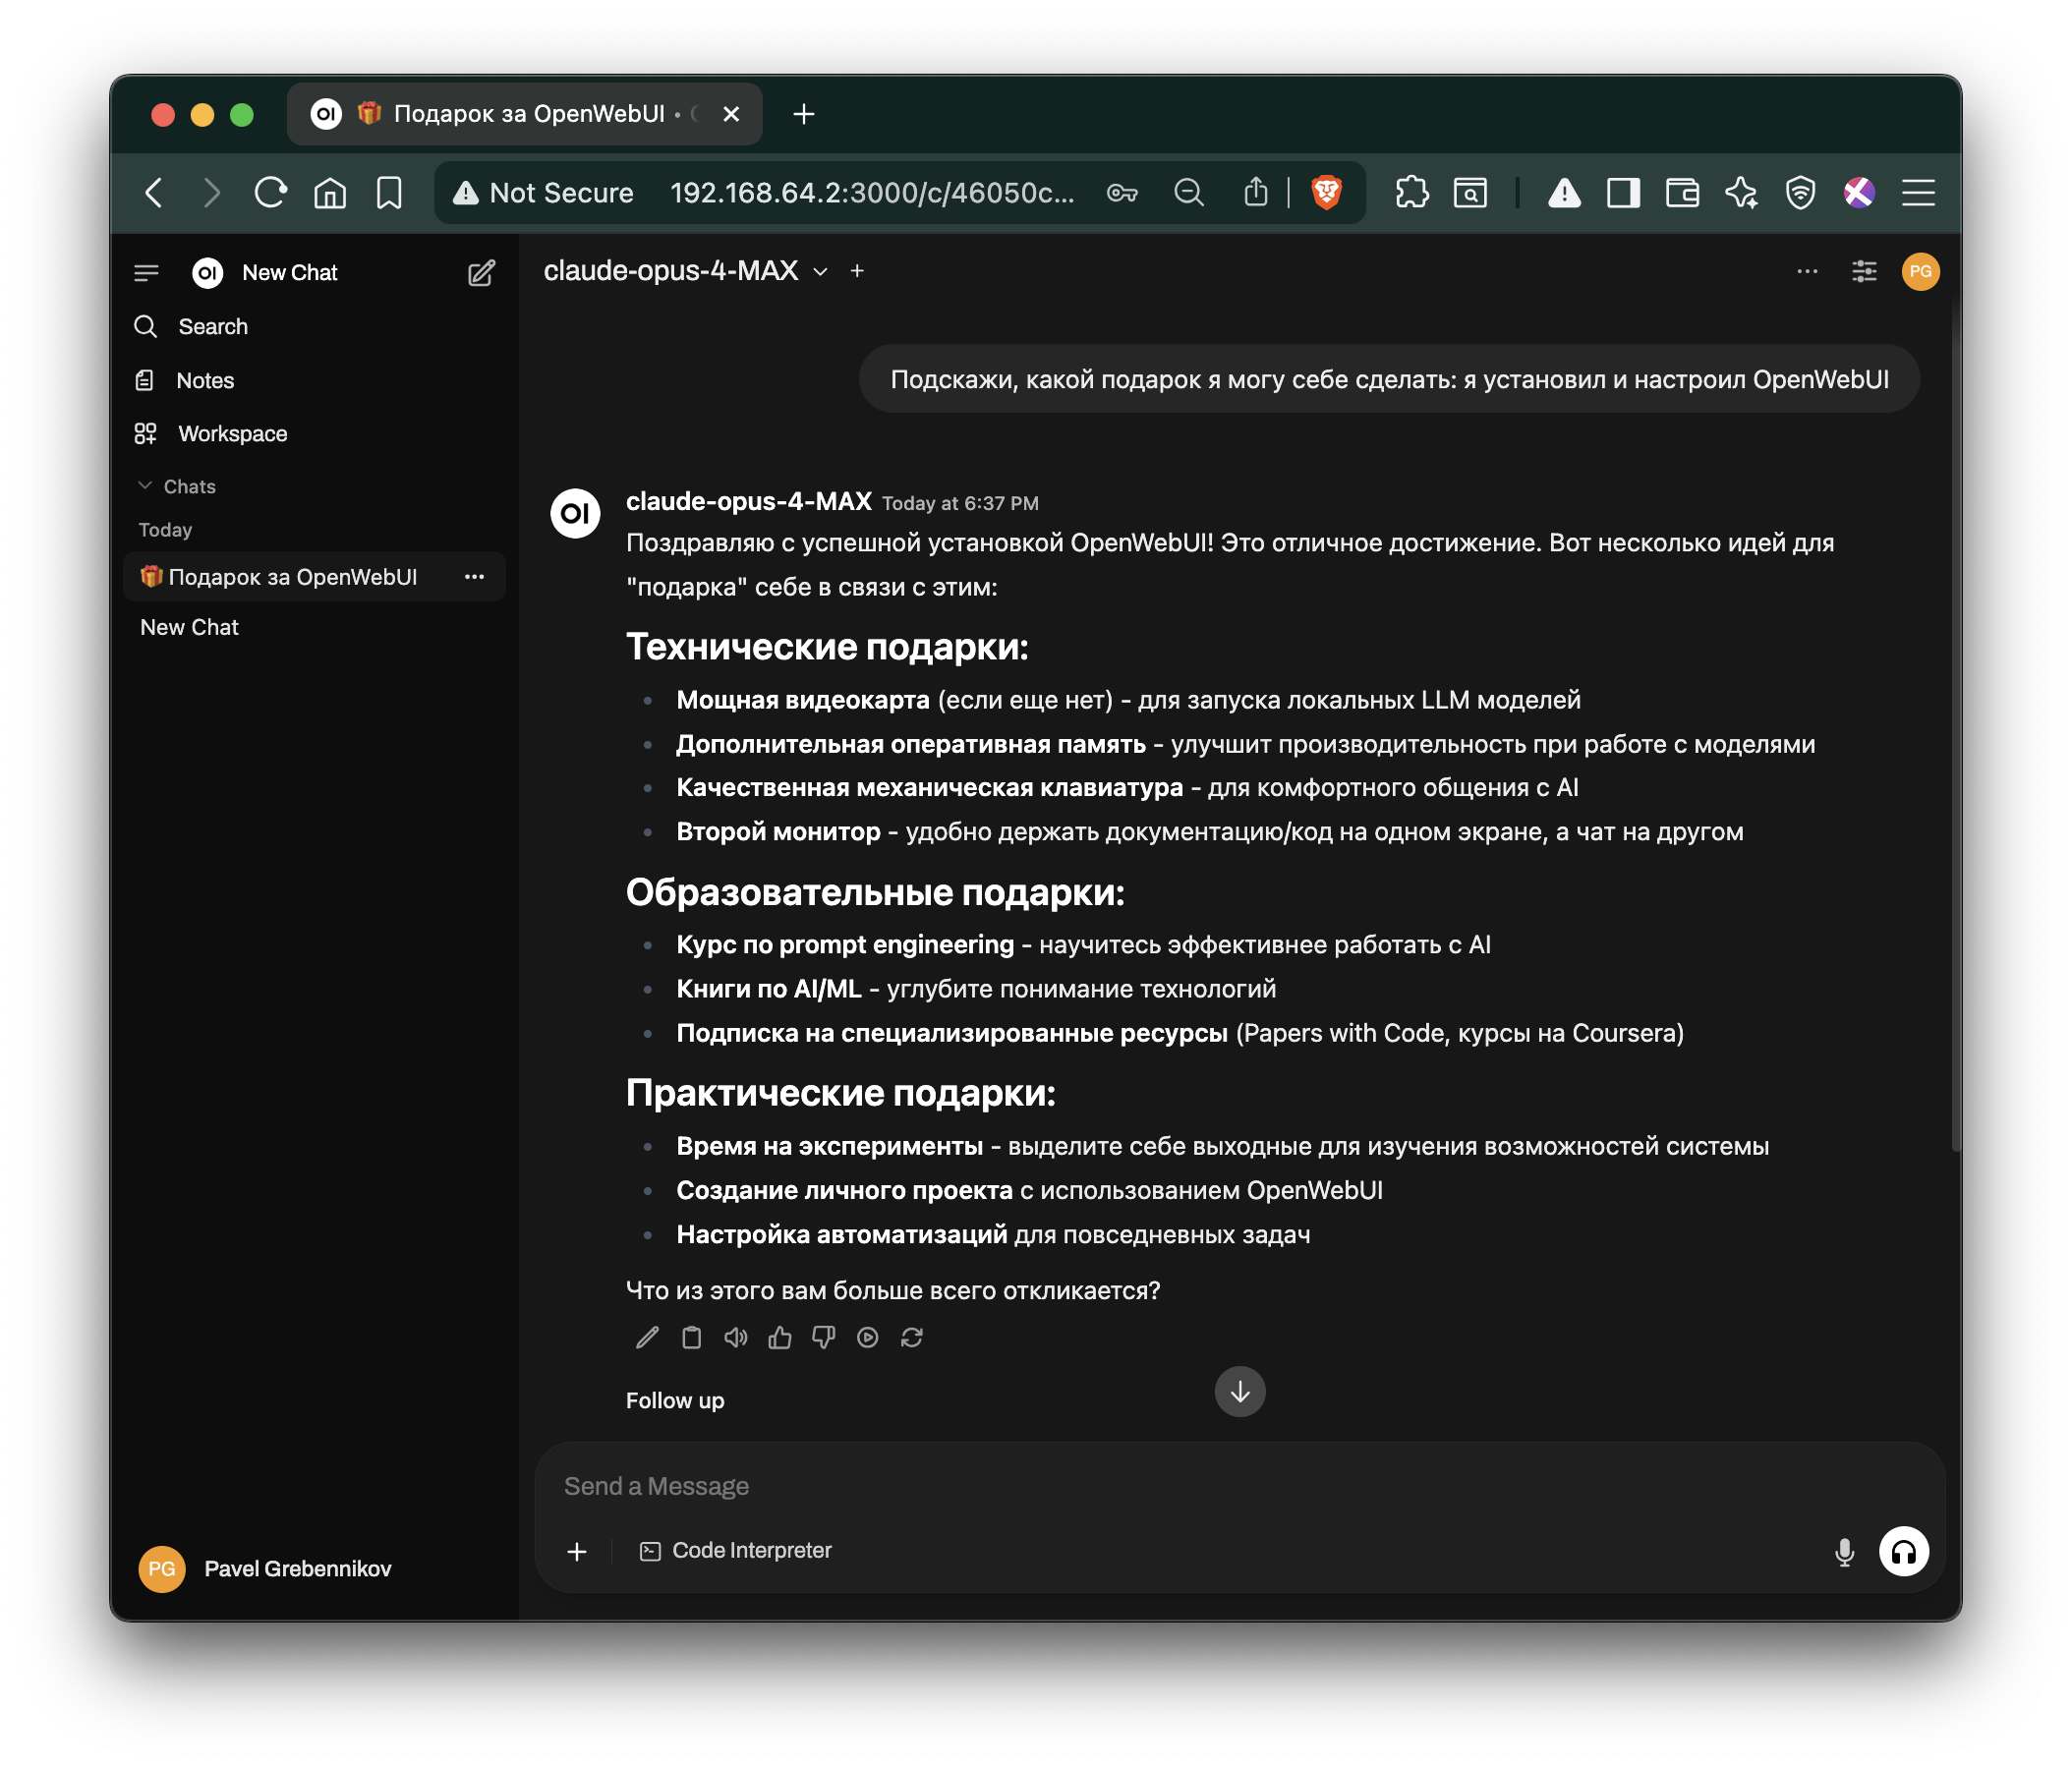 OI 🎁 Подарок за OpenWebUI •
Not Secure 192.168.64.2:3000/c/46050c...
OI New Chat
Search
Notes
Workspace
Chats
Today
🎁 Подарок за OpenWebUI
New Chat
PG Pavel Grebennikov
claude-opus-4-MAX
PG
Подскажи, какой подарок я могу себе сделать: я установил и настроил OpenWebUI
OI
claude-opus-4-MAX Today at 6:37 PM
Поздравляю с успешной установкой OpenWebUI! Это отличное достижение. Вот несколько идей для
"подарка" себе в связи с этим:
Технические подарки:
• Мощная видеокарта (если еще нет) - для запуска локальных LLM моделей
• Дополнительная оперативная память - улучшит производительность при работе с моделями
• Качественная механическая клавиатура - для комфортного общения с AI
• Второй монитор - удобно держать документацию/код на одном экране, а чат на другом
Образовательные подарки:
• Курс по prompt engineering - научитесь эффективнее работать с AI
• Книги по AI/ML - углубите понимание технологий
• Подписка на специализированные ресурсы (Papers with Code, курсы на Coursera)
Практические подарки:
• Время на эксперименты - выделите себе выходные для изучения возможностей системы
• Создание личного проекта с использованием OpenWebUI
• Настройка автоматизаций для повседневных задач
Что из этого вам больше всего откликается?
Follow up
Send a Message
Code Interpreter